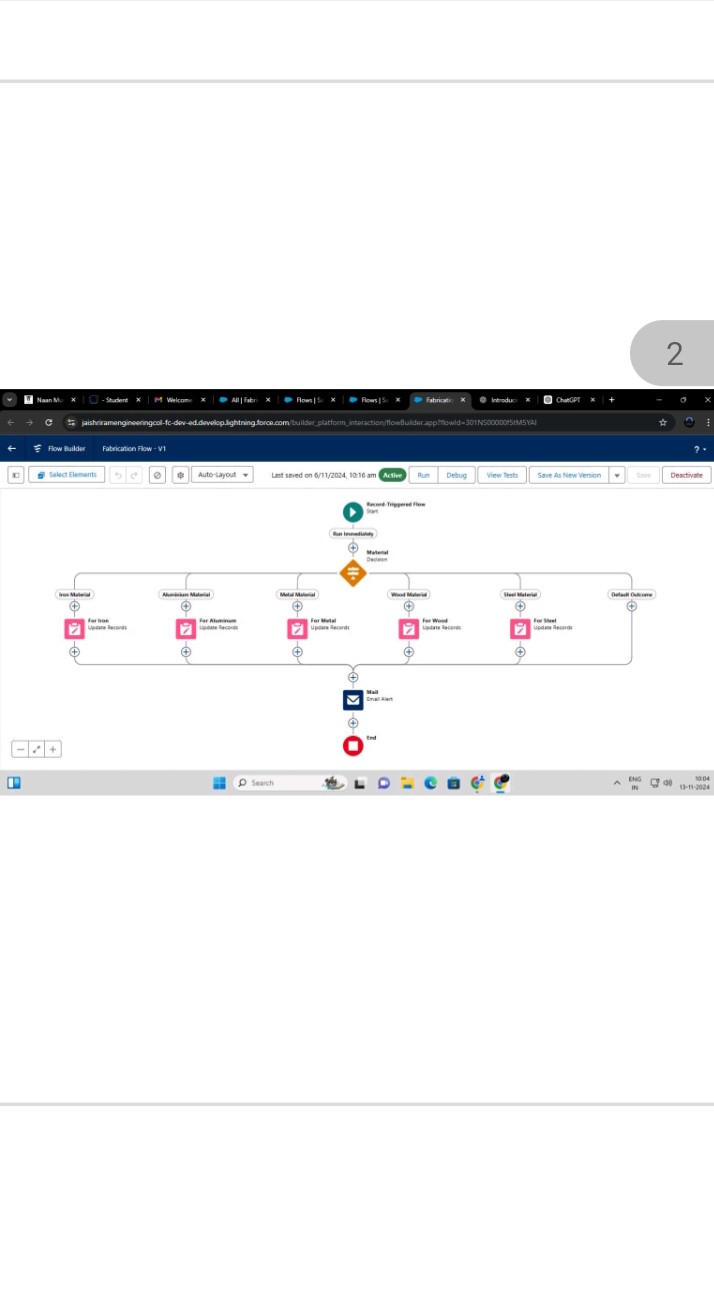 2
Naan Mu
- Student
Welcome
All | Fabri
Flows | Sa
Flows | Sa
Fabricatio
Introduc
ChatGPT
jaishriramengineeringcol-fc-dev-ed.develop.lightning.force.com/builder_platform_interaction/flowBuilder.app?flowId=
Flow Builder Fabrication Flow - V1 ?
Select Elements Auto-Layout Last saved on 6/11/2024, 10:16 am Active Run Debug View Tests Save As New Version Save Deactivate
Record-Triggered Flow
Start
Run Immediately
Material
Decision
Iron Material Aluminium Material Metal Material Wood Material Steel Material Default Outcome
For Iron For Aluminum For Metal For Wood For Steel
Update Records Update Records Update Records Update Records Update Records
Mail
Email Alert
End
Search
ENG
IN
10:04
13-11-2024